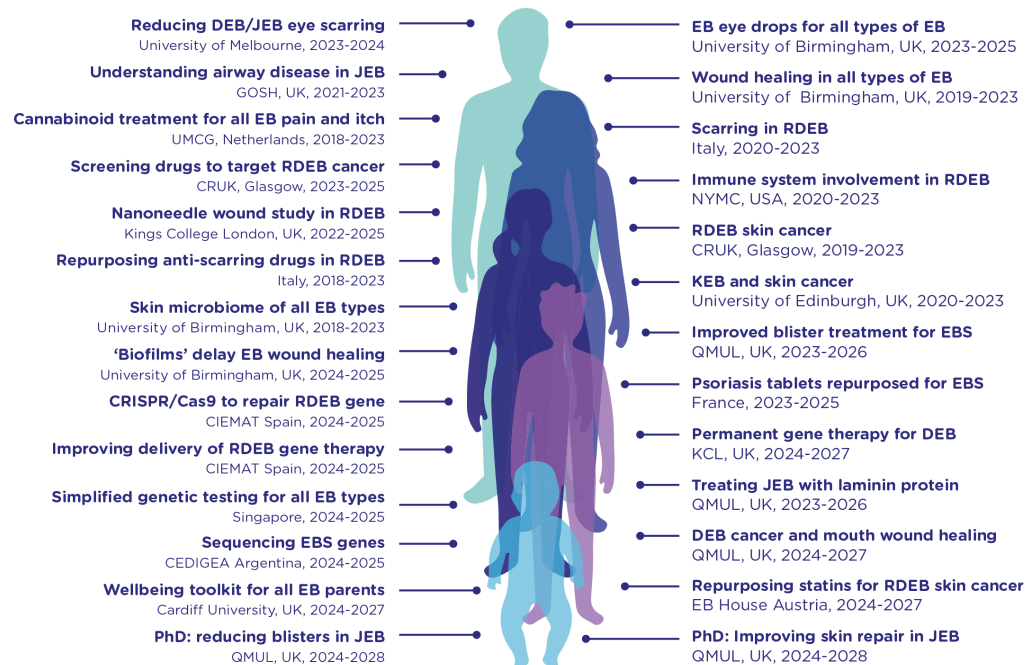 Reducing DEB/JEB eye scarring
University of Melbourne, 2023-2024
Understanding airway disease in JEB
GOSH, UK, 2021-2023
Cannabinoid treatment for all EB pain and itch
UMCG, Netherlands, 2018-2023
Screening drugs to target RDEB cancer
CRUK, Glasgow, 2023-2025
Nanoneedle wound study in RDEB
Kings College London, UK, 2022-2025
Repurposing anti-scarring drugs in RDEB
Italy, 2018-2023
Skin microbiome of all EB types
University of Birmingham, UK, 2018-2023
‘Biofilms’ delay EB wound healing
University of Birmingham, UK, 2024-2025
CRISPR/Cas9 to repair RDEB gene
CIEMAT Spain, 2024-2025
Improving delivery of RDEB gene therapy
CIEMAT Spain, 2024-2025
Simplified genetic testing for all EB types
Singapore, 2024-2025
Sequencing EBS genes
CEDIGEA Argentina, 2024-2025
Wellbeing toolkit for all EB parents
Cardiff University, UK, 2024-2027
PhD: reducing blisters in JEB
QMUL, UK, 2024-2028
EB eye drops for all types of EB
University of Birmingham, UK, 2023-2025
Wound healing in all types of EB
University of Birmingham, UK, 2019-2023
Scarring in RDEB
Italy, 2020-2023
Immune system involvement in RDEB
NYMC, USA, 2020-2023
RDEB skin cancer
CRUK, Glasgow, 2019-2023
KEB and skin cancer
University of Edinburgh, UK, 2020-2023
Improved blister treatment for EBS
QMUL, UK, 2023-2026
Psoriasis tablets repurposed for EBS
France, 2023-2025
Permanent gene therapy for DEB
KCL, UK, 2024-2027
Treating JEB with laminin protein
QMUL, UK, 2023-2026
DEB cancer and mouth wound healing
QMUL, UK, 2024-2027
Repurposing statins for RDEB skin cancer
EB House Austria, 2024-2027
PhD: Improving skin repair in JEB
QMUL, UK, 2024-2028